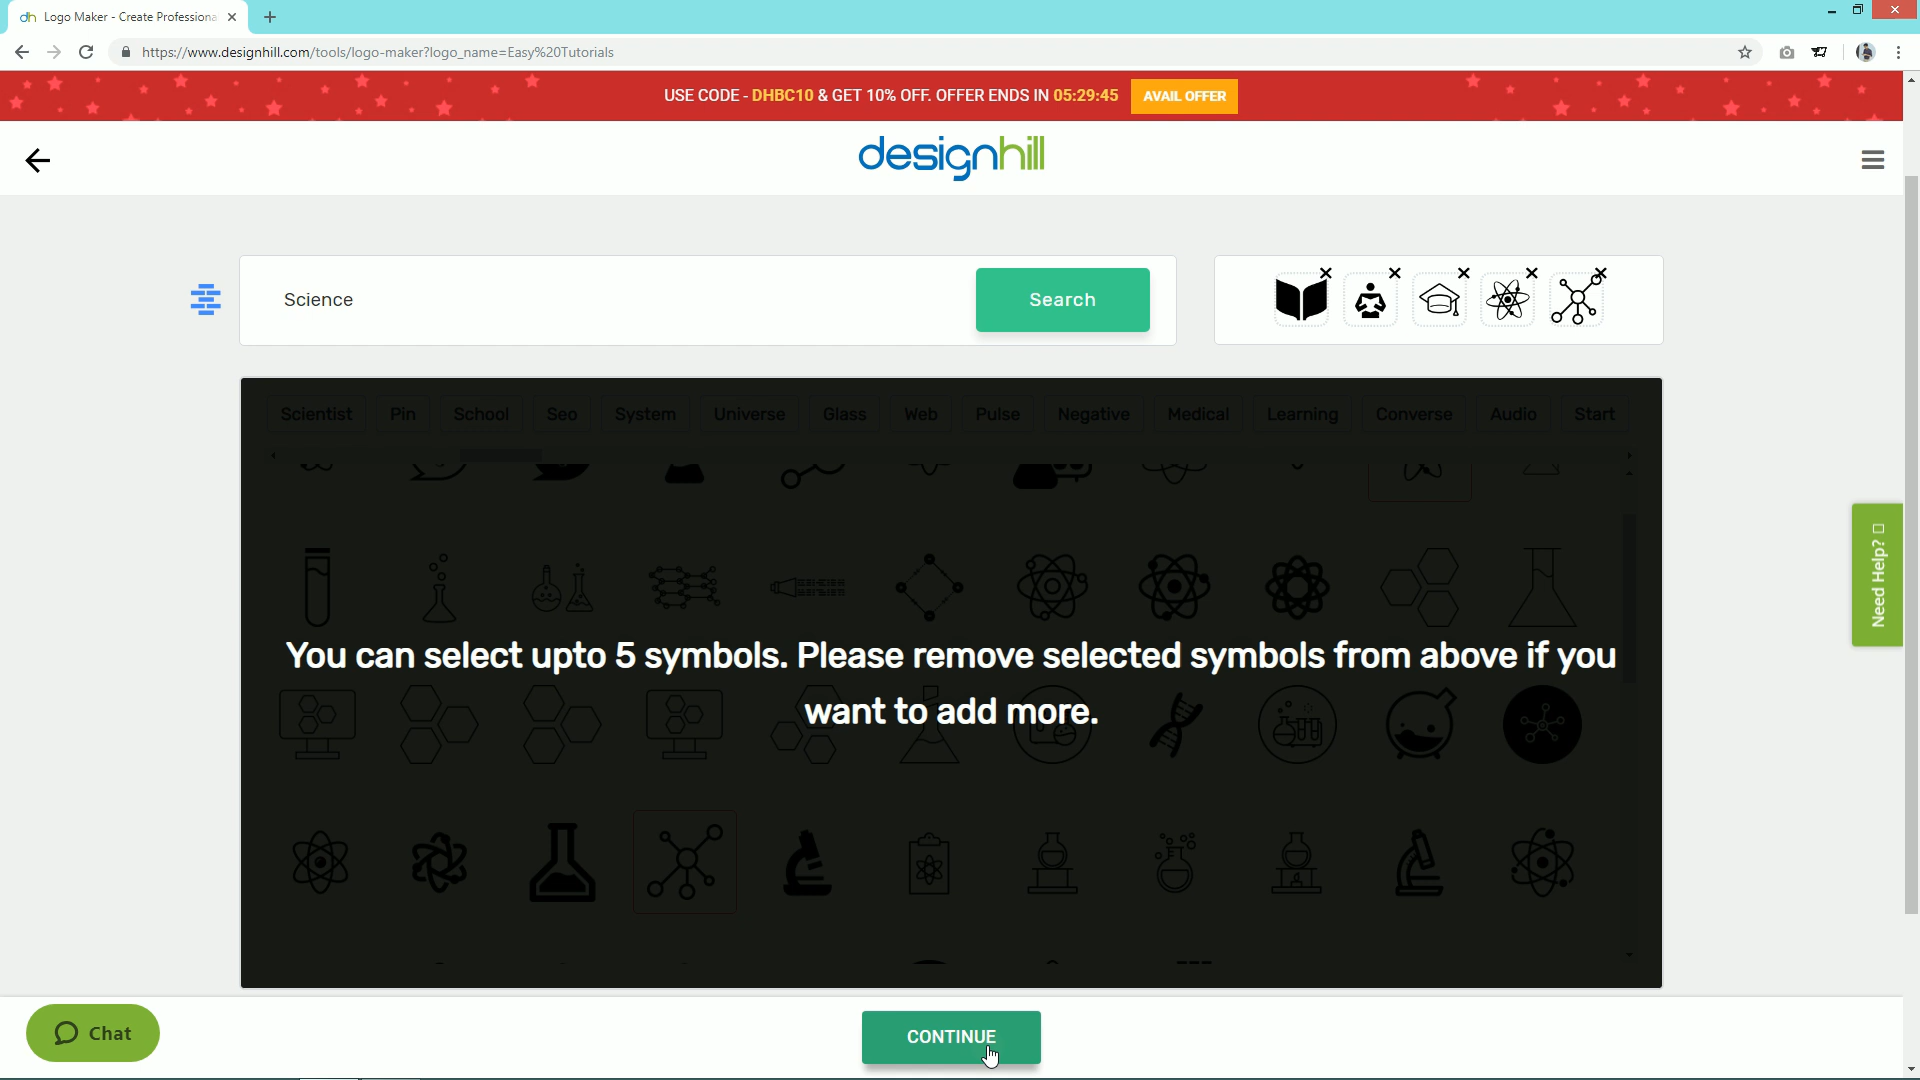 Logo Maker - Create Professiona
https://www.designhill.com/tools/logo-maker?logo_name=Easy%20Tutorials
USE CODE - DHBC10 & GET 10% OFF. OFFER ENDS IN 05:29:45
AVAIL OFFER
designhill
Science
Search
Scientist Pin School Seo System Universe Glass Web Pulse Negative Medical Learning Converse Audio Start
You can select upto 5 symbols. Please remove selected symbols from above if you
want to add more.
Need Help?
Chat
CONTINUE